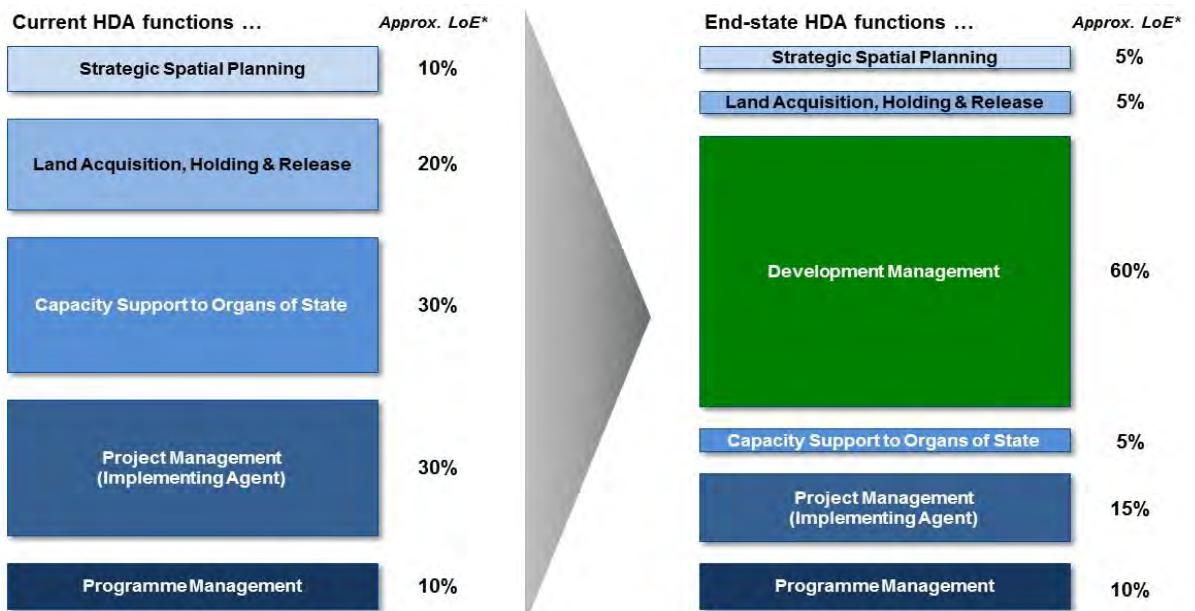 Current HDA functions ...
Approx. LoE*
Strategic Spatial Planning
10%
Land Acquisition, Holding & Release
20%
Capacity Support to Organs of State
30%
Project Management
(Implementing Agent)
30%
Programme Management
10%
End-state HDA functions ...
Approx. LoE*
Strategic Spatial Planning
5%
Land Acquisition, Holding & Release
5%
Development Management
60%
Capacity Support to Organs of State
5%
Project Management
(Implementing Agent)
15%
Programme Management
10%